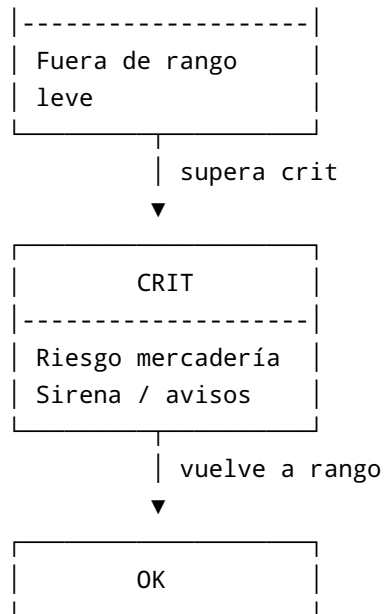 Fuera de rango
leve
supera crit
CRIT
Riesgo mercadería
Sirena / avisos
vuelve a rango
OK